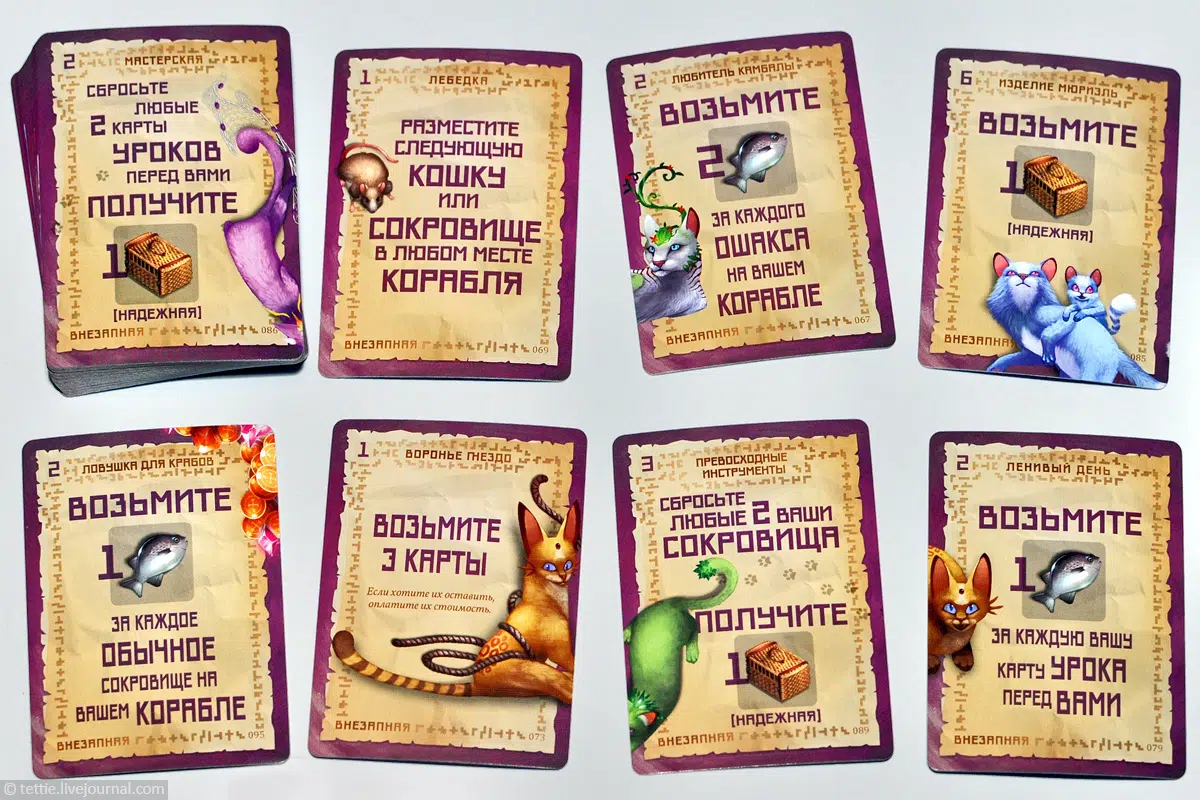 2
МАСТЕРСКАЯ
СБРОСЬТЕ
ЛЮБЫЕ
2 КАРТЫ
УРОКОВ
ПЕРЕД ВАМИ
ПОЛУЧИТЕ
1
[НАДЕЖНАЯ]
ВНЕЗАПНАЯ
086
1
ЛЕБЕДКА
РАЗМЕСТИТЕ
СЛЕДУЮЩУЮ
КОШКУ
ИЛИ
СОКРОВИЩЕ
В ЛЮБОМ МЕСТЕ
КОРАБЛЯ
ВНЕЗАПНАЯ
069
2
ЛЮБИТЕЛЬ КАМБАЛЫ
ВОЗЬМИТЕ
2
ЗА КАЖДОГО
ОШАКСА
НА ВАШЕМ
КОРАБЛЕ
ВНЕЗАПНАЯ
067
6
ИЗДЕЛИЕ МЮРИЭЛЬ
ВОЗЬМИТЕ
1
[НАДЕЖНАЯ]
ВНЕЗАПНАЯ
085
2
ЛОВУШКА ДЛЯ КРАБОВ
ВОЗЬМИТЕ
1
ЗА КАЖДОЕ
ОБЫЧНОЕ
СОКРОВИЩЕ НА
ВАШЕМ КОРАБЛЕ
ВНЕЗАПНАЯ
095
1
ВОРОНЬЕ ГНЕЗДО
ВОЗЬМИТЕ
3 КАРТЫ
Если хотите их оставить,
оплатите их стоимость.
ВНЕЗАПНАЯ
073
3
ПРЕВОСХОДНЫЕ
ИНСТРУМЕНТЫ
СБРОСЬТЕ
ЛЮБЫЕ 2 ВАШИ
СОКРОВИЩА
ПОЛУЧИТЕ
1
[НАДЕЖНАЯ]
ВНЕЗАПНАЯ
089
2
ЛЕНИВЫЙ ДЕНЬ
ВОЗЬМИТЕ
1
ЗА КАЖДУЮ ВАШУ
КАРТУ УРОКА
ПЕРЕД ВАМИ
ВНЕЗАПНАЯ
079
© tettie.livejournal.com